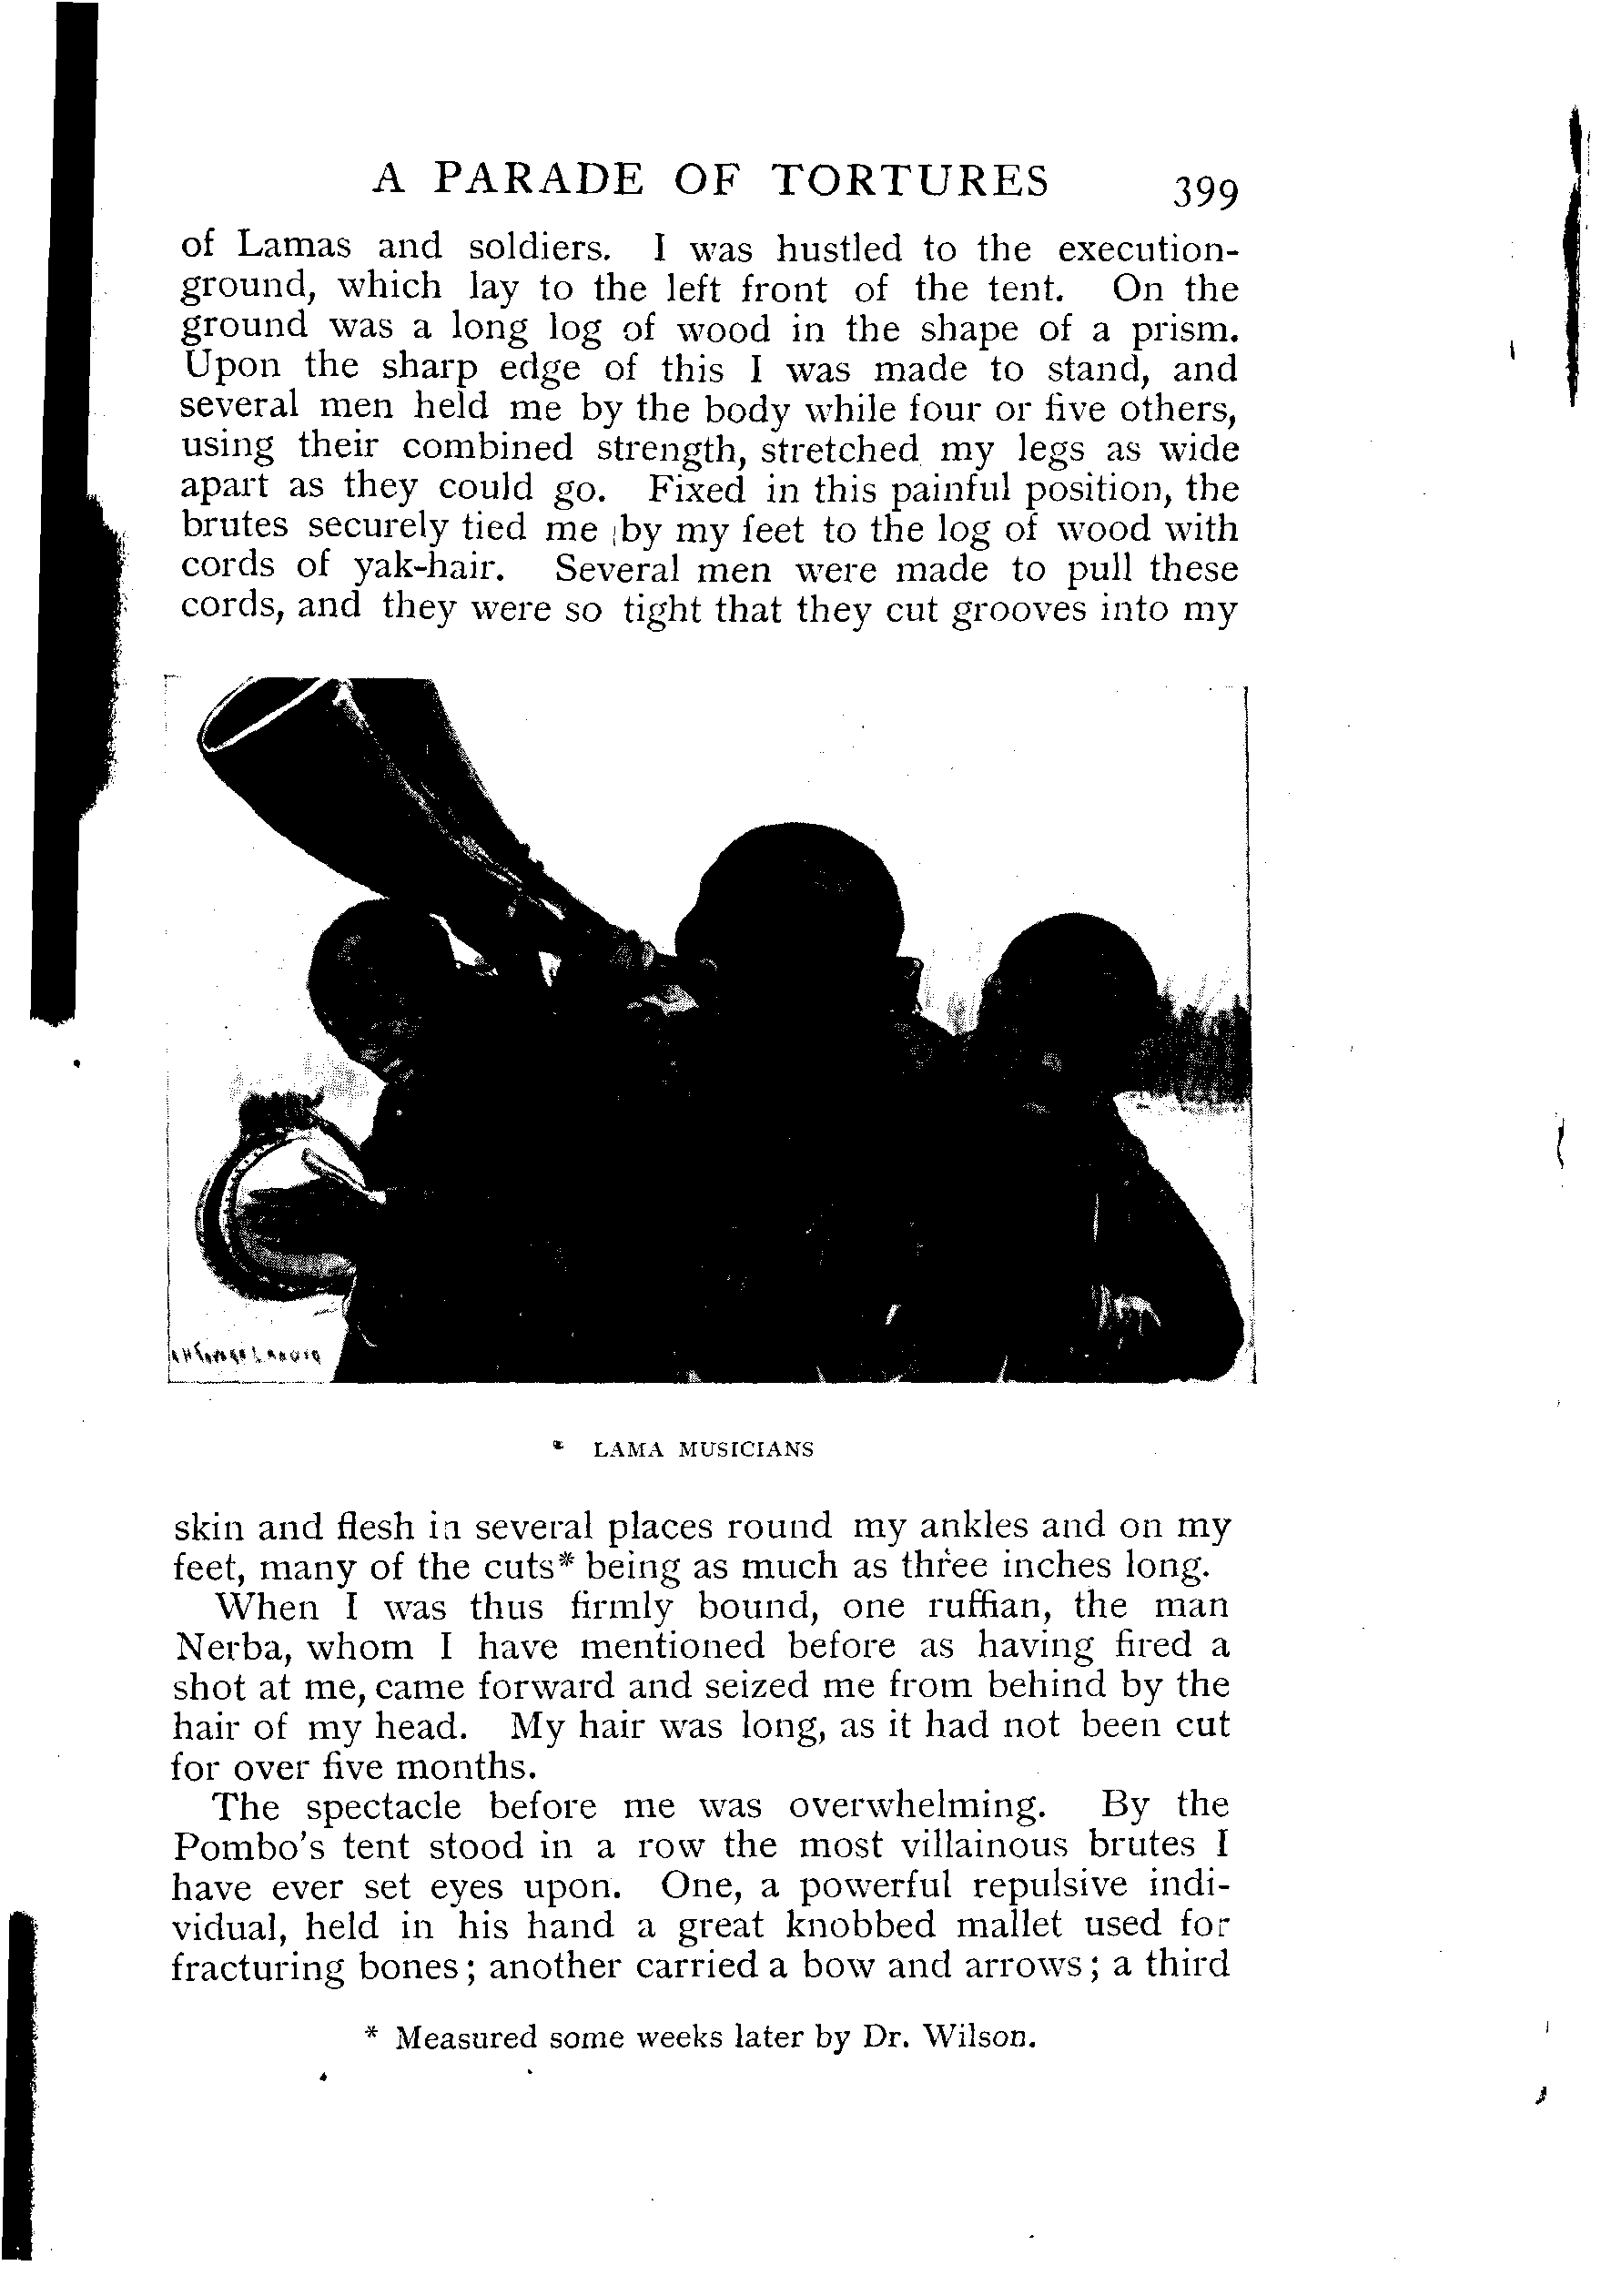 A PARADE OF TORTURES 399
of Lamas and soldiers. I was hustled to the execution-
ground, which lay to the left front of the tent. On the
ground was a long log of wood in the shape of a prism.
Upon the sharp edge of this I was made to stand, and
several men held me by the body while four or five others,
using their combined strength, stretched my legs as wide
apart as they could go. Fixed in this painful position, the
brutes securely tied me by my feet to the log of wood with
cords of yak-hair. Several men were made to pull these
cords, and they were so tight that they cut grooves into my
LAMA MUSICIANS
skin and flesh in several places round my ankles and on my
feet, many of the cuts* being as much as three inches long.
When I was thus firmly bound, one ruffian, the man
Nerba, whom I have mentioned before as having fired a
shot at me, came forward and seized me from behind by the
hair of my head. My hair was long, as it had not been cut
for over five months.
The spectacle before me was overwhelming. By the
Pombo's tent stood in a row the most villainous brutes I
have ever set eyes upon. One, a powerful repulsive indi-
vidual, held in his hand a great knobbed mallet used for
fracturing bones; another carried a bow and arrows; a third
* Measured some weeks later by Dr. Wilson.